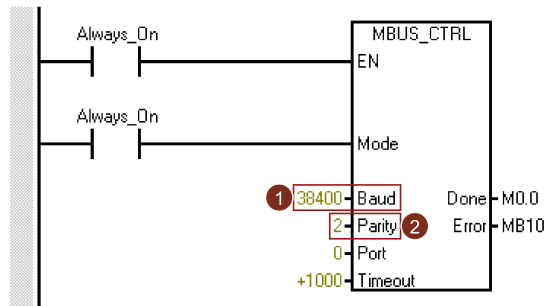 Always_On
MBUS_CTRL
EN
Always_On
Mode
1 38400 Baud Done M0.0
2 Parity 2 Error MB10
0 Port
+1000 Timeout